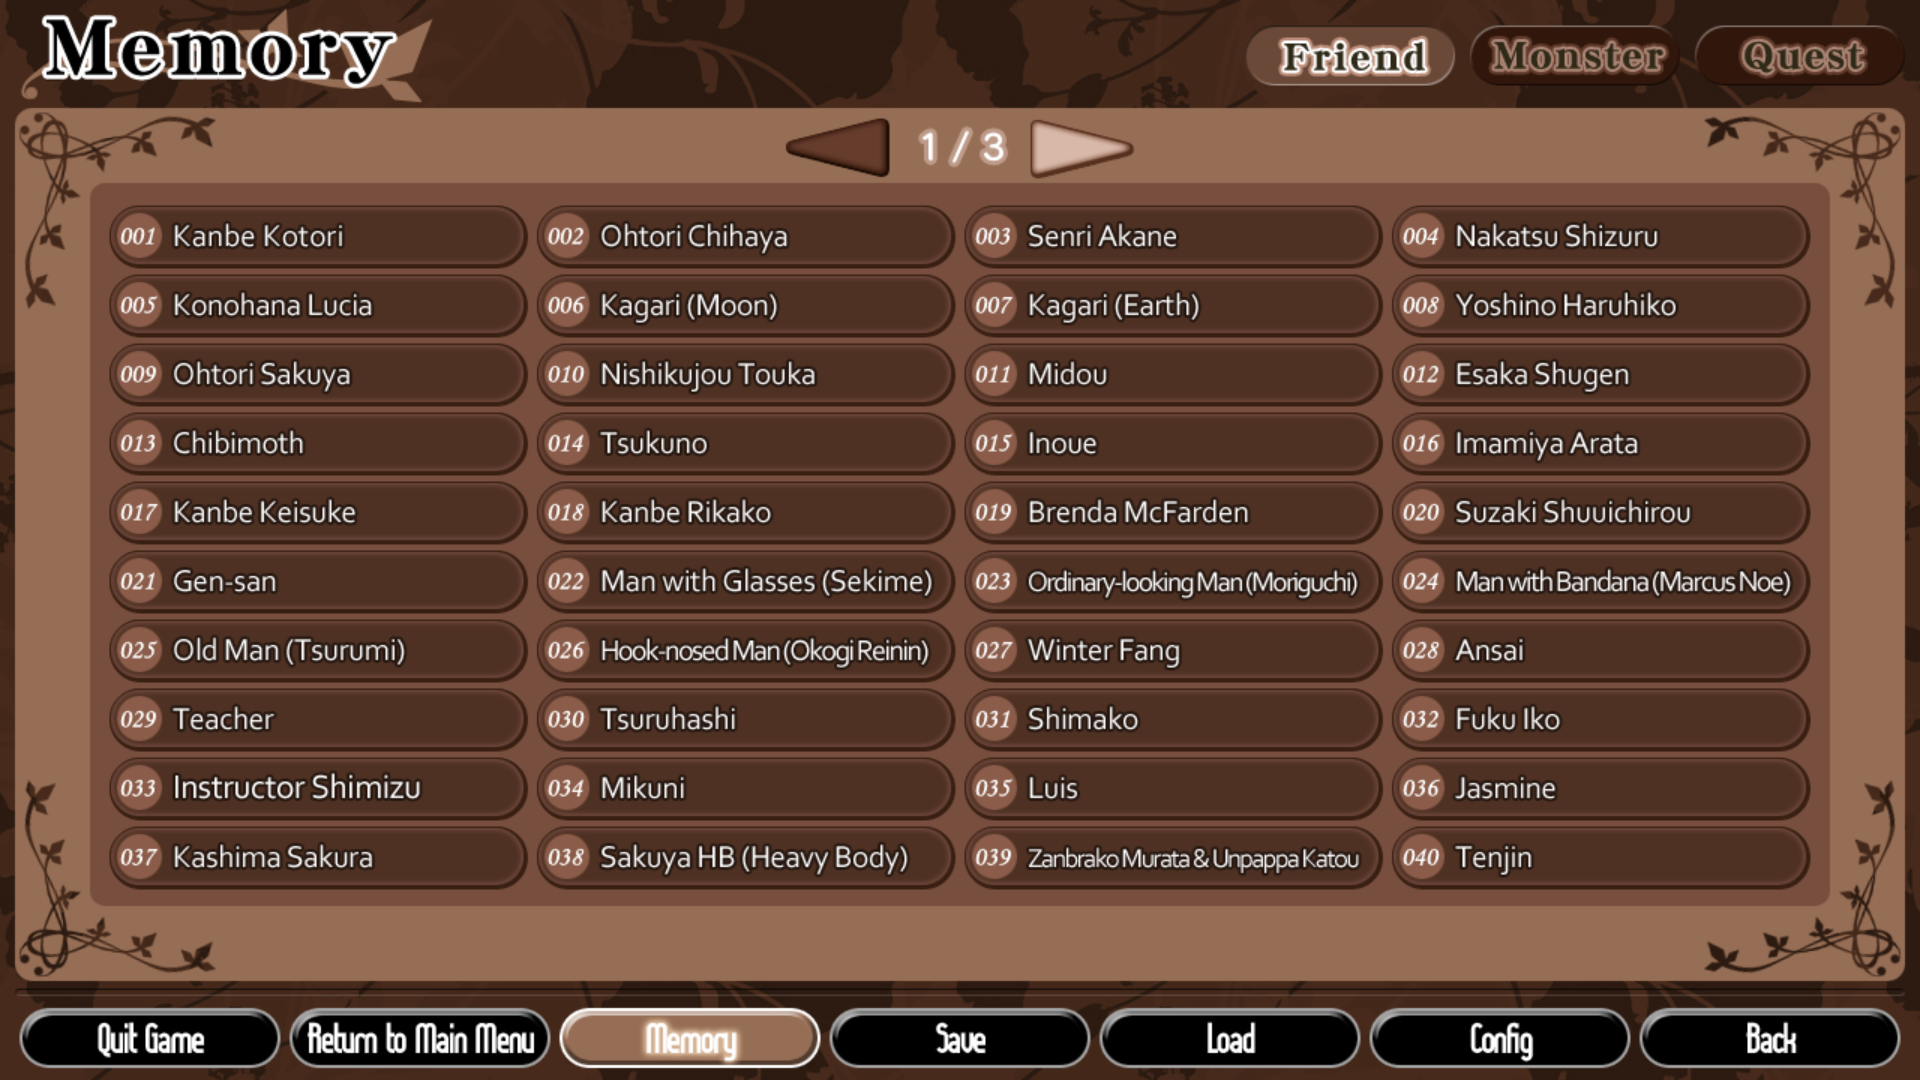 Memory
Friend Monster Quest
1 / 3
001 Kanbe Kotori 002 Ohtori Chihaya 003 Senri Akane 004 Nakatsu Shizuru
005 Konohana Lucia 006 Kagari (Moon) 007 Kagari (Earth) 008 Yoshino Haruhiko
009 Ohtori Sakuya 010 Nishikujou Touka 011 Midou 012 Esaka Shugen
013 Chibimoth 014 Tsukuno 015 Inoue 016 Imamiya Arata
017 Kanbe Keisuke 018 Kanbe Rikako 019 Brenda McFarden 020 Suzaki Shuuichirou
021 Gen-san 022 Man with Glasses (Sekime) 023 Ordinary-looking Man (Moriguchi) 024 Man with Bandana (Marcus Noe)
025 Old Man (Tsurumi) 026 Hook-nosed Man (Okogi Reinin) 027 Winter Fang 028 Ansai
029 Teacher 030 Tsuruhashi 031 Shimako 032 Fuku Iko
033 Instructor Shimizu 034 Mikuni 035 Luis 036 Jasmine
037 Kashima Sakura 038 Sakuya HB (Heavy Body) 039 Zanbrako Murata & Unpappa Katou 040 Tenjin
Quit Game Return to Main Menu Memory Save Load Config Back